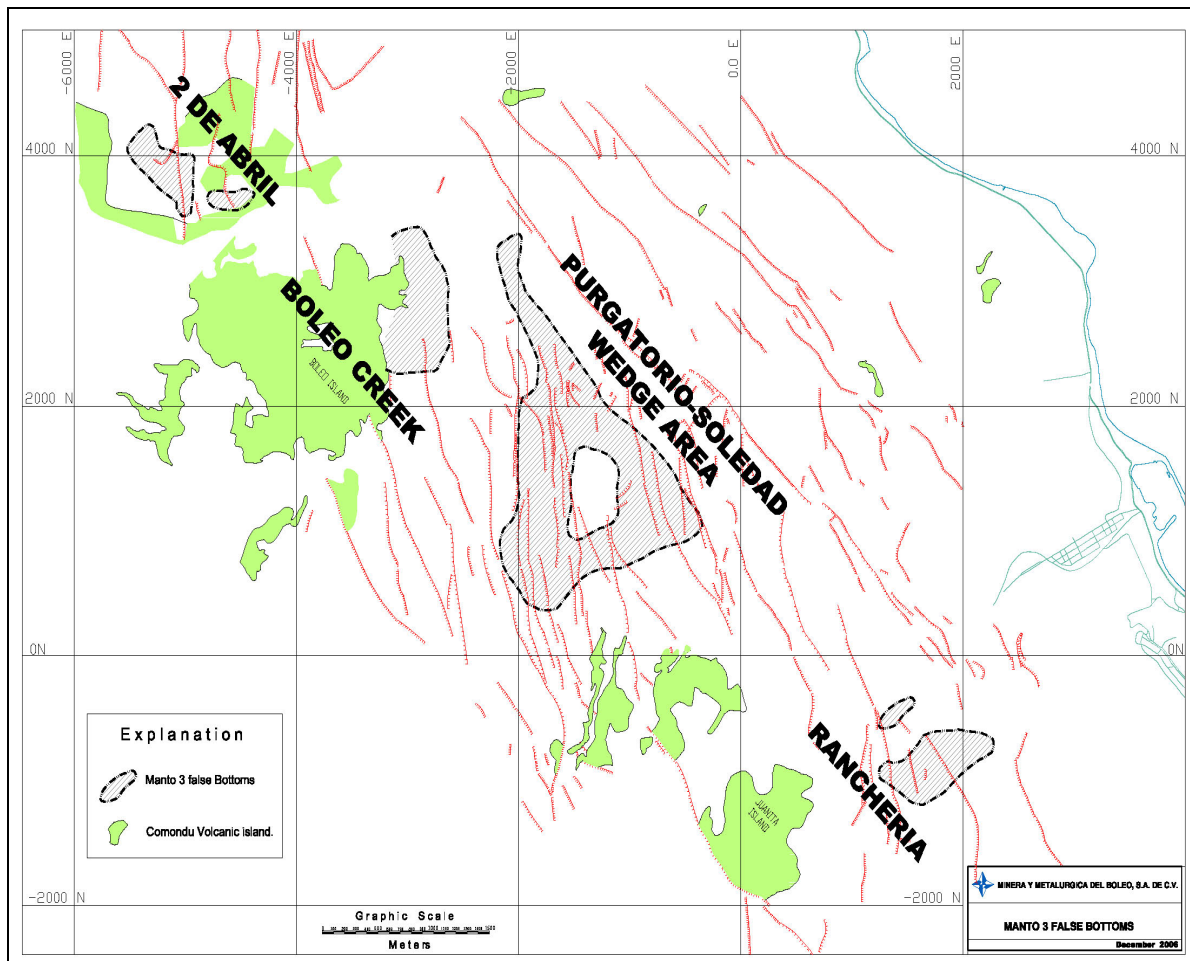 -6000 E
-4000 E
-2000 E
0.0 E
2000 E
4000 N
4000 N
2 DE ABRIL
BOLEO CREEK
BOLEO ISLAND
PURGATORIO-SOLEDAD
WEDGE AREA
2000 N
2000 N
0N
0N
RANCHERIA
JUANITA
ISLAND
Explanation
Manto 3 false Bottoms
Comondu Volcanic island.
-2000 N
-2000 N
Graphic Scale
Meters
MINERA Y METALURGICA DEL BOLEO, S.A. DE C.V.
MANTO 3 FALSE BOTTOMS
December 2006